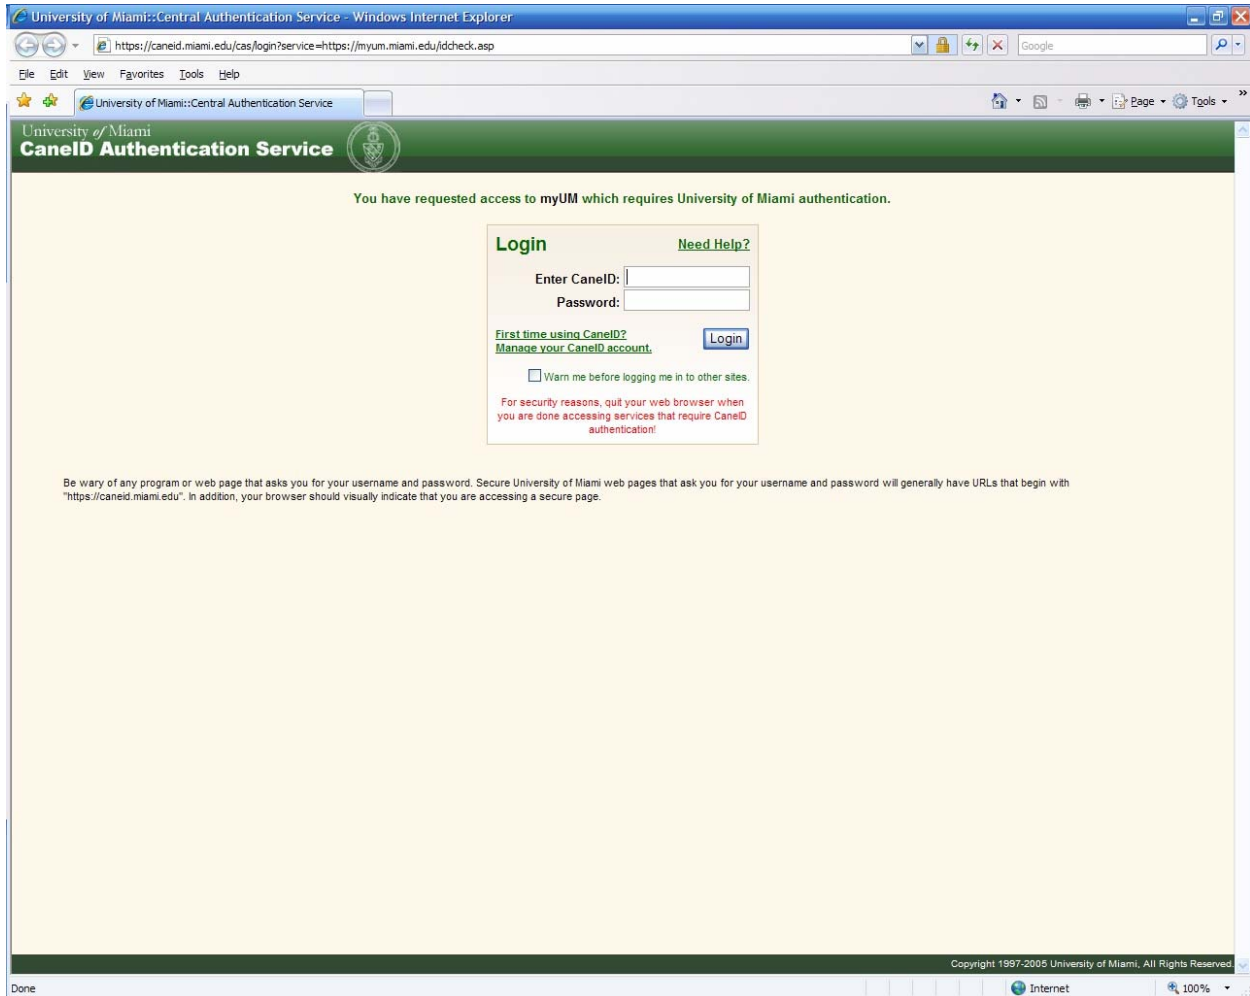 University of Miami::Central Authentication Service - Windows Internet Explorer
https://caneid.miami.edu/cas/login?service=https://myum.miami.edu/idcheck.asp
Google
File Edit View Favorites Tools Help
University of Miami::Central Authentication Service
Page Tools »
University of Miami
CaneID Authentication Service
You have requested access to myUM which requires University of Miami authentication.
Login Need Help?
Enter CaneID:
Password:
First time using CaneID?
Manage your CaneID account.
Login
Warn me before logging me in to other sites.
For security reasons, quit your web browser when
you are done accessing services that require CaneID
authentication!
Be wary of any program or web page that asks you for your username and password. Secure University of Miami web pages that ask you for your username and password will generally have URLs that begin with
"https://caneid.miami.edu". In addition, your browser should visually indicate that you are accessing a secure page.
Copyright 1997-2005 University of Miami, All Rights Reserved.
Done Internet 100%